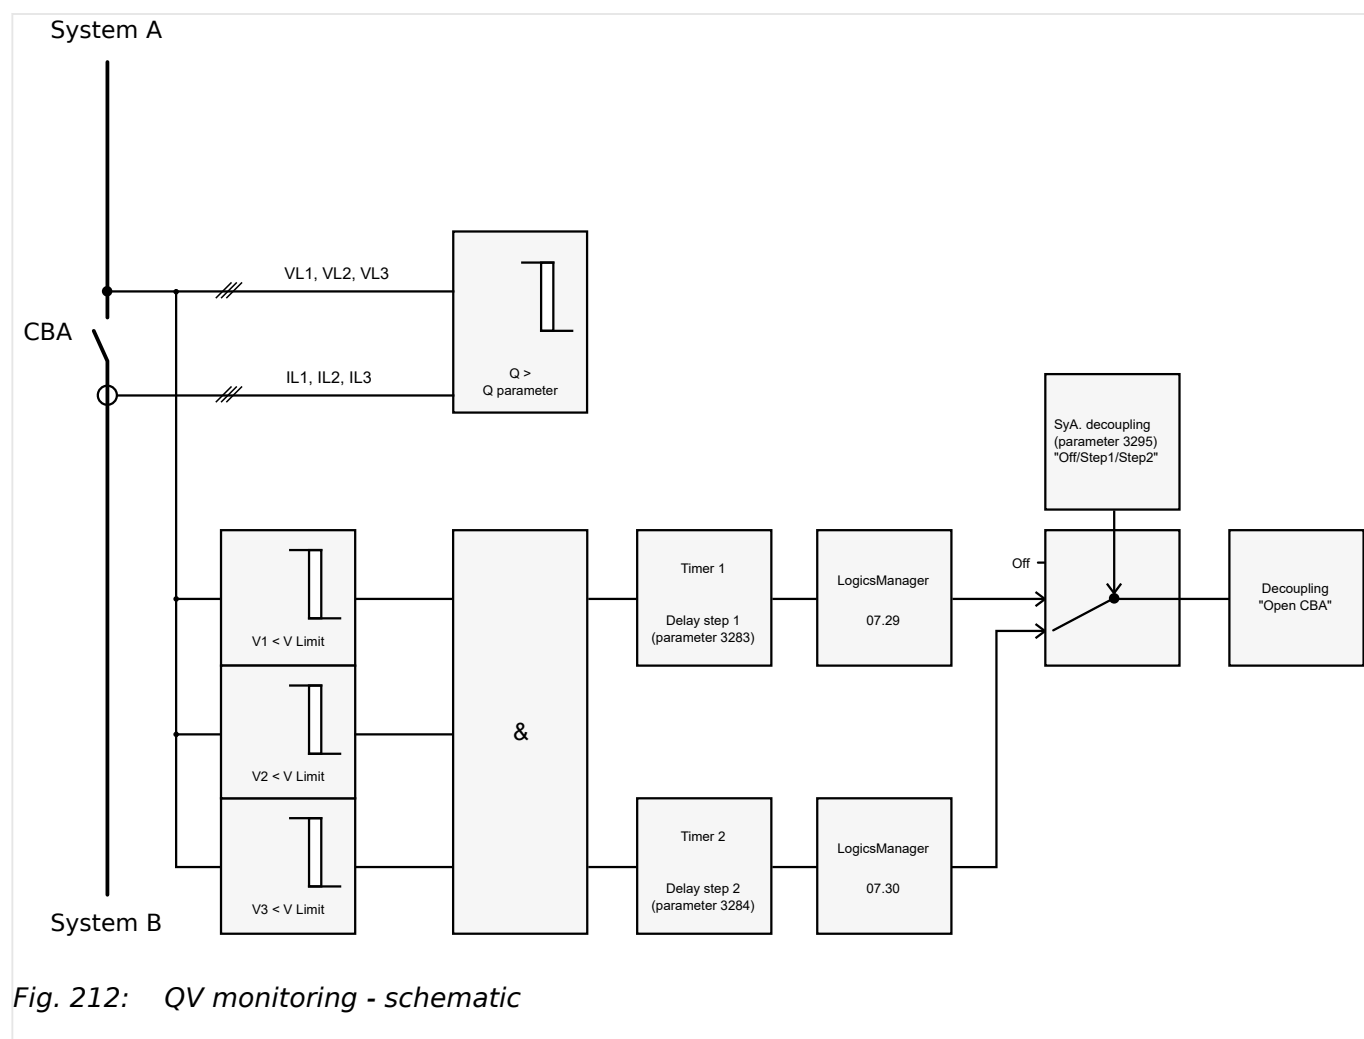 System A
VL1, VL2, VL3
CBA
IL1, IL2, IL3
Q >
Q parameter
SyA. decoupling
(parameter 3295)
"Off/Step1/Step2"
V1 < V Limit
V2 < V Limit
V3 < V Limit
&
Timer 1
Delay step 1
(parameter 3283)
LogicsManager
07.29
Off
Decoupling
"Open CBA"
Timer 2
Delay step 2
(parameter 3284)
LogicsManager
07.30
System B
Fig. 212: QV monitoring - schematic